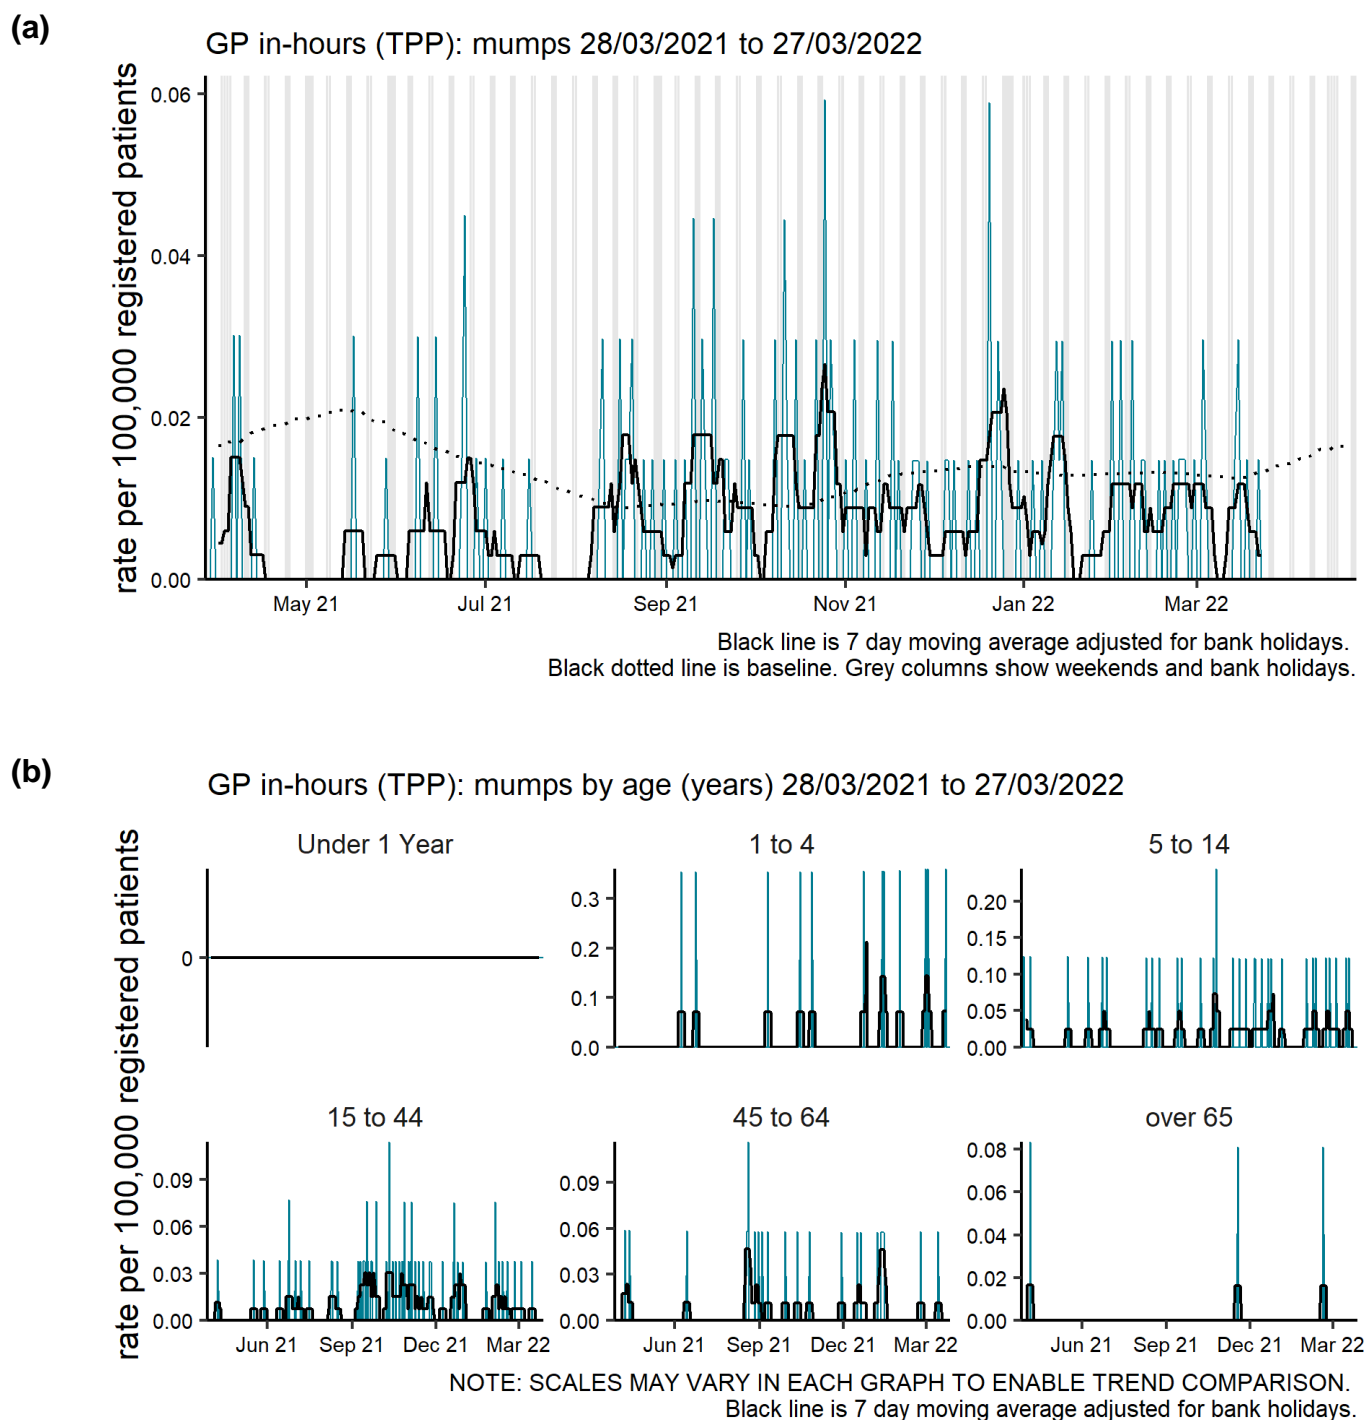 (a)
GP in-hours (TPP): mumps 28/03/2021 to 27/03/2022
rate per 100,000 registered patients
0.06
0.04
0.02
0.00
May 21 Jul 21 Sep 21 Nov 21 Jan 22 Mar 22
Black line is 7 day moving average adjusted for bank holidays.
Black dotted line is baseline. Grey columns show weekends and bank holidays.
(b)
GP in-hours (TPP): mumps by age (years) 28/03/2021 to 27/03/2022
rate per 100,000 registered patients
Under 1 Year
0
1 to 4
0.3
0.2
0.1
0.0
5 to 14
0.20
0.15
0.10
0.05
0.00
15 to 44
0.09
0.06
0.03
0.00
Jun 21 Sep 21 Dec 21 Mar 22
45 to 64
0.09
0.06
0.03
0.00
Jun 21 Sep 21 Dec 21 Mar 22
over 65
0.08
0.06
0.04
0.02
0.00
Jun 21 Sep 21 Dec 21 Mar 22
NOTE: SCALES MAY VARY IN EACH GRAPH TO ENABLE TREND COMPARISON.
Black line is 7 day moving average adjusted for bank holidays.